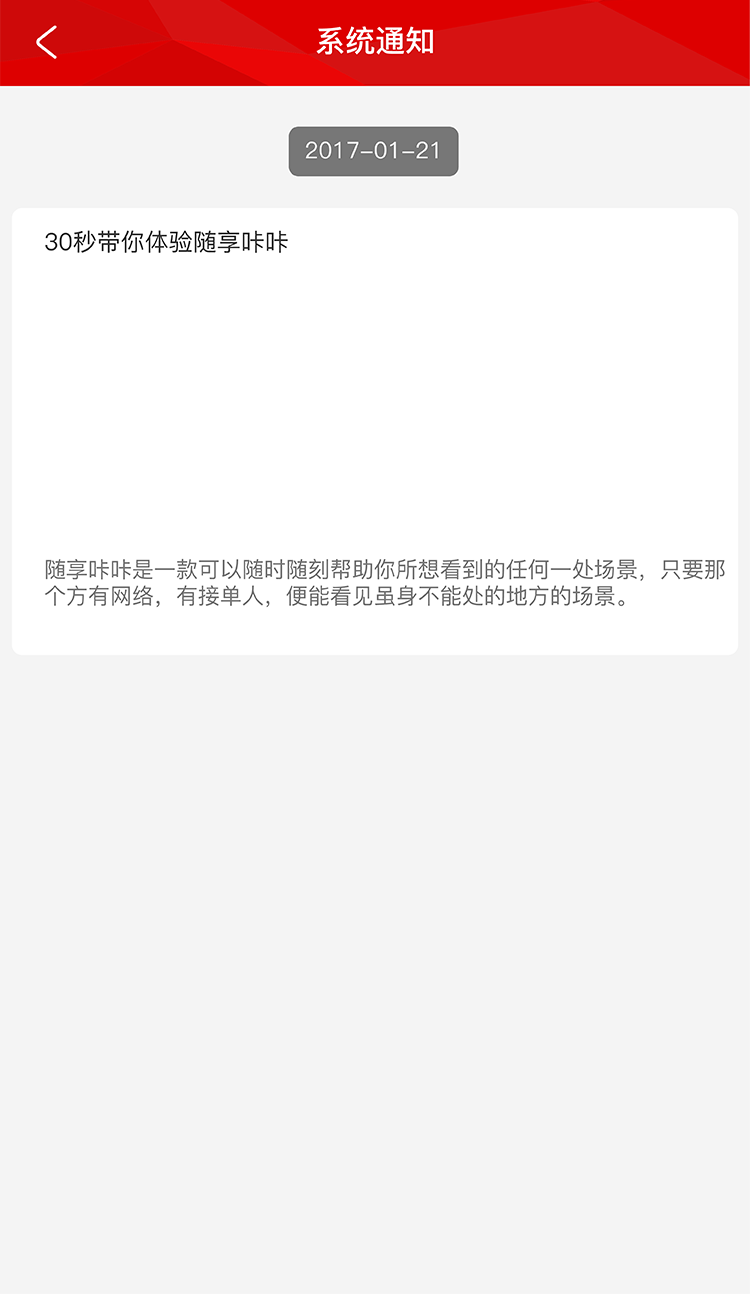 系统通知
2017-01-21
30秒带你体验随享咔咔
随享咔咔是一款可以随时随刻帮助你所想看到的任何一处场景，只要那
个方有网络，有接单人，便能看见虽身不能处的地方的场景。